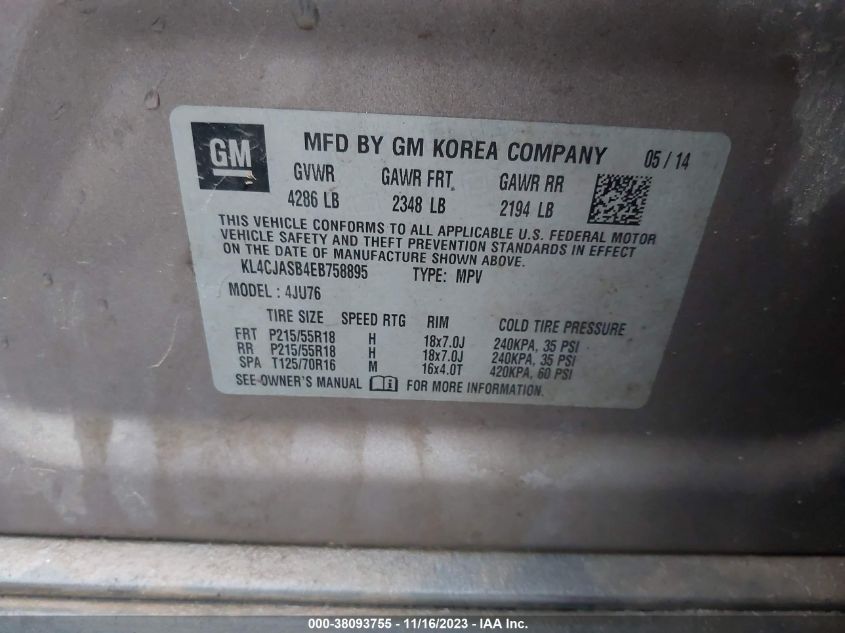 GM
MFD BY GM KOREA COMPANY 05 / 14
GVWR GAWR FRT. GAWR RR
4286 LB 2348 LB 2194 LB
THIS VEHICLE CONFORMS TO ALL APPLICABLE U.S. FEDERAL MOTOR
VEHICLE SAFETY AND THEFT PREVENTION STANDARDS IN EFFECT
ON THE DATE OF MANUFACTURE SHOWN ABOVE.
KL4CJASB4EB758895 TYPE: MPV
MODEL: 4JU76
TIRE SIZE SPEED RTG RIM COLD TIRE PRESSURE
FRT P215/55R18 H 18x7.0J 240KPA, 35 PSI
RR P215/55R18 H 18x7.0J 240KPA, 35 PSI
SPA T125/70R16 M 16x4.0T 420KPA, 60 PSI
SEE OWNER'S MANUAL FOR MORE INFORMATION.
000-38093755 - 11/16/2023 - IAA Inc.